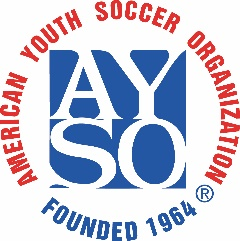 AMERICAN YOUTH SOCCER ORGANIZATION
AY
SO
®
FOUNDED 1964